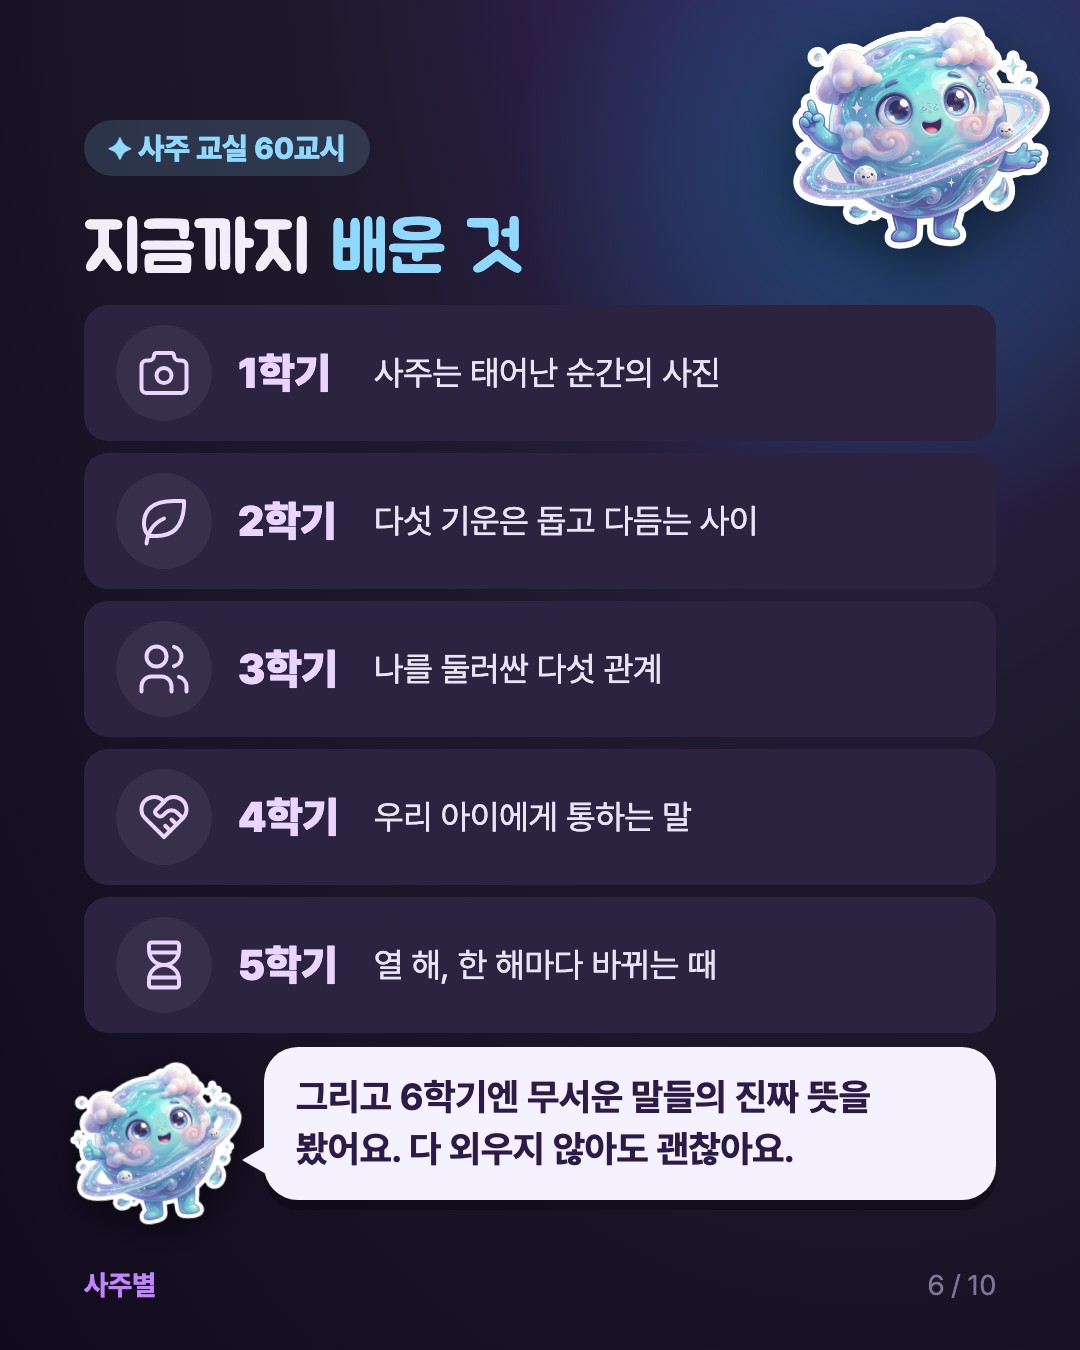 ✦ 사주 교실 60교시
지금까지 배운 것
1학기 사주는 태어난 순간의 사진
2학기 다섯 기운은 돕고 다듬는 사이
3학기 나를 둘러싼 다섯 관계
4학기 우리 아이에게 통하는 말
5학기 열 해, 한 해마다 바뀌는 때
그리고 6학기엔 무서운 말들의 진짜 뜻을
봤어요. 다 외우지 않아도 괜찮아요.
사주별
6 / 10